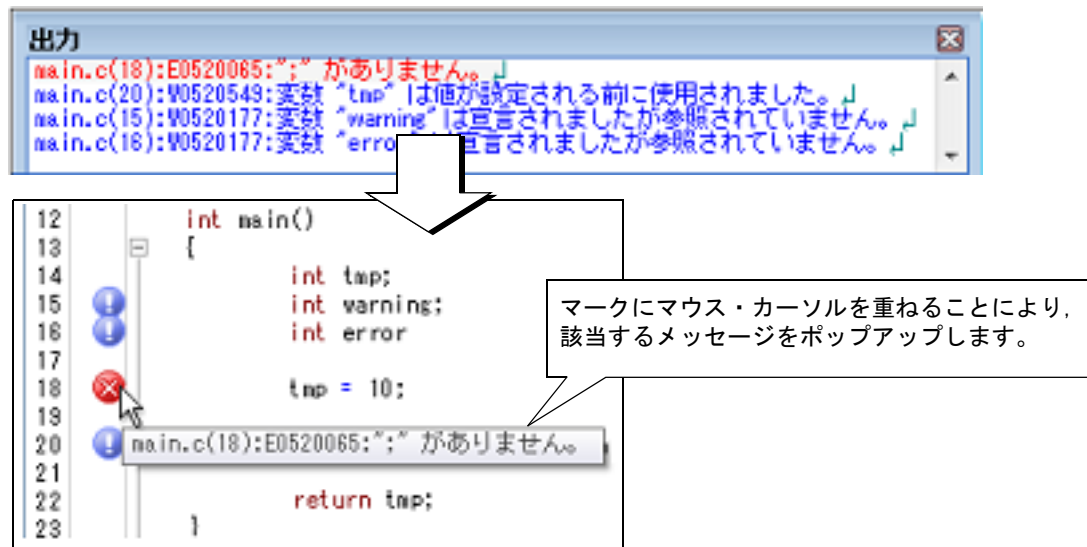 出力
main.c(18):E0520065:";" がありません。↲
main.c(20):W0520549:変数 "tmp" は値が設定される前に使用されました。↲
main.c(15):W0520177:変数 "warning" は宣言されましたが参照されていません。↲
main.c(16):W0520177:変数 "erro 宣言されましたが参照されていません。↲
12 int main()
13 {
14 int tmp;
15 int warning;
16 int error
17
18 tmp = 10;
19
20
main.c(18):E0520065:";" がありません。
21
22 return tmp;
23 }
マークにマウス・カーソルを重ねることにより，
該当するメッセージをポップアップします。